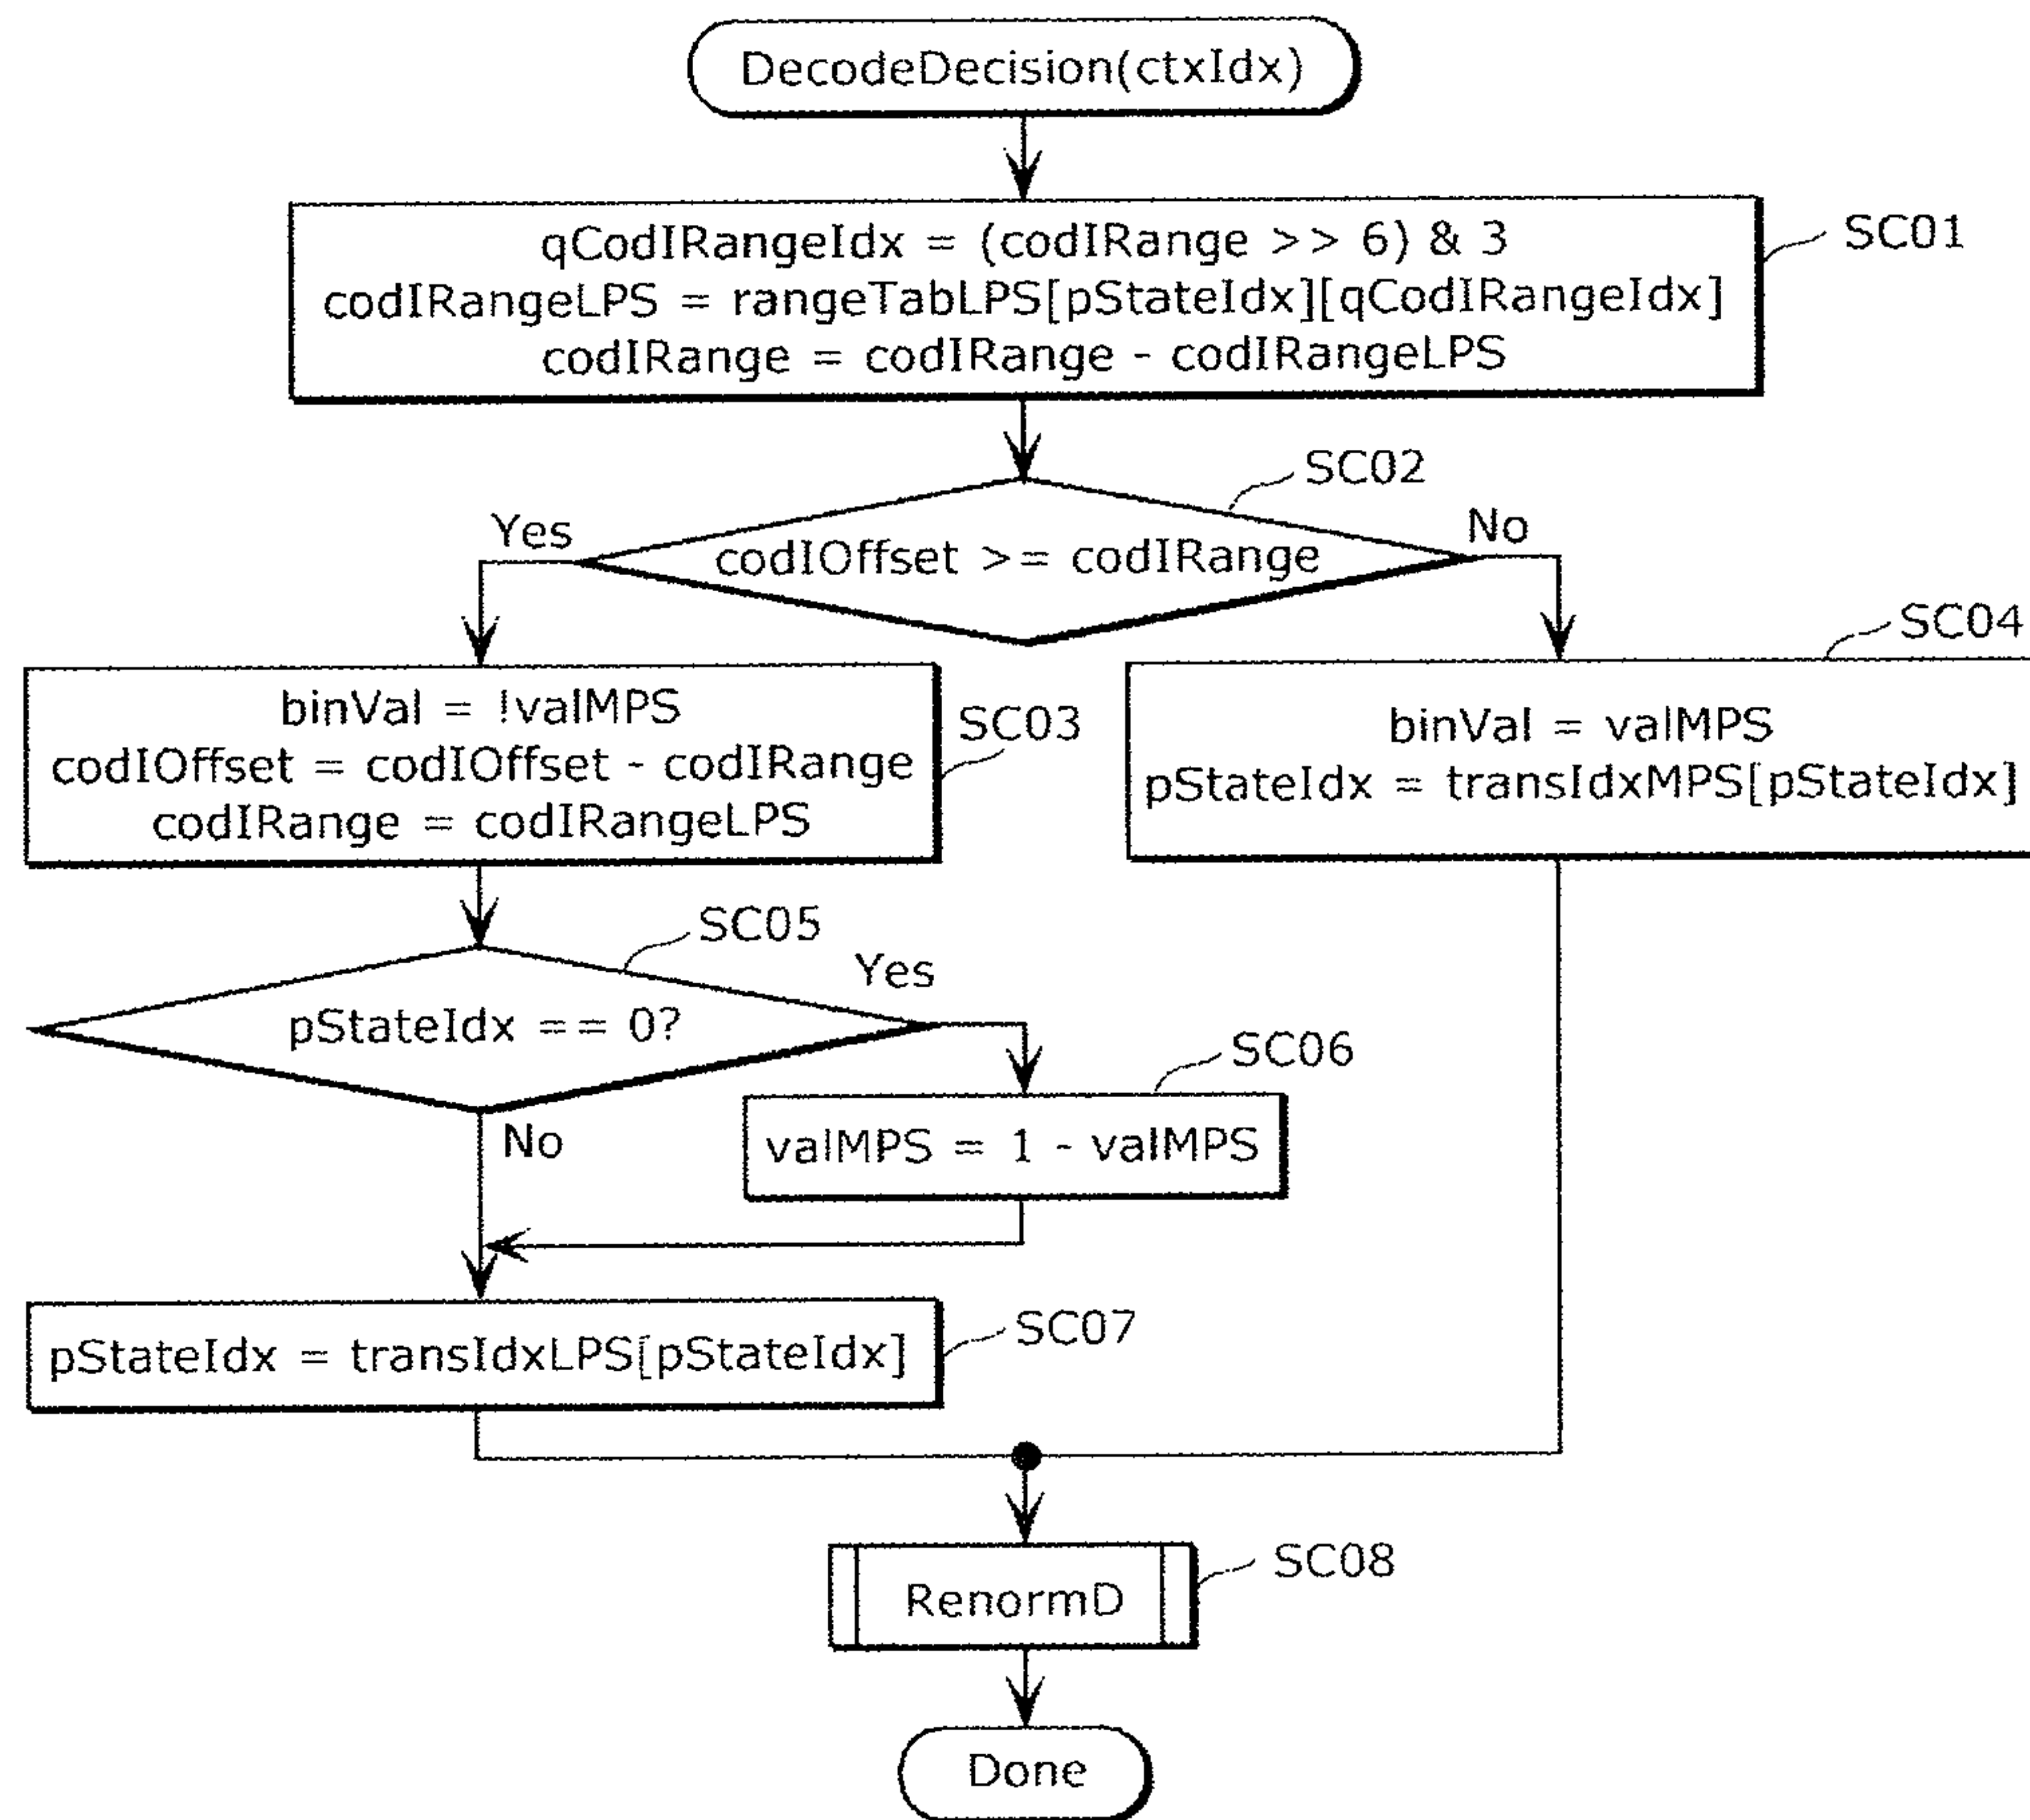 DecodeDecision(ctxIdx)
qCodIRangeIdx = (codIRange >> 6) & 3
codIRangeLPS = rangeTabLPS[pStateIdx][qCodIRangeIdx]
codIRange = codIRange - codIRangeLPS
SC01
SC02
Yes
codIOffset >= codIRange
No
SC04
binVal = !valMPS
codIOffset = codIOffset - codIRange
codIRange = codIRangeLPS
SC03
binVal = valMPS
pStateIdx = transIdxMPS[pStateIdx]
SC05
Yes
pStateIdx == 0?
SC06
No
valMPS = 1 - valMPS
SC07
pStateIdx = transIdxLPS[pStateIdx]
RenormD
SC08
Done